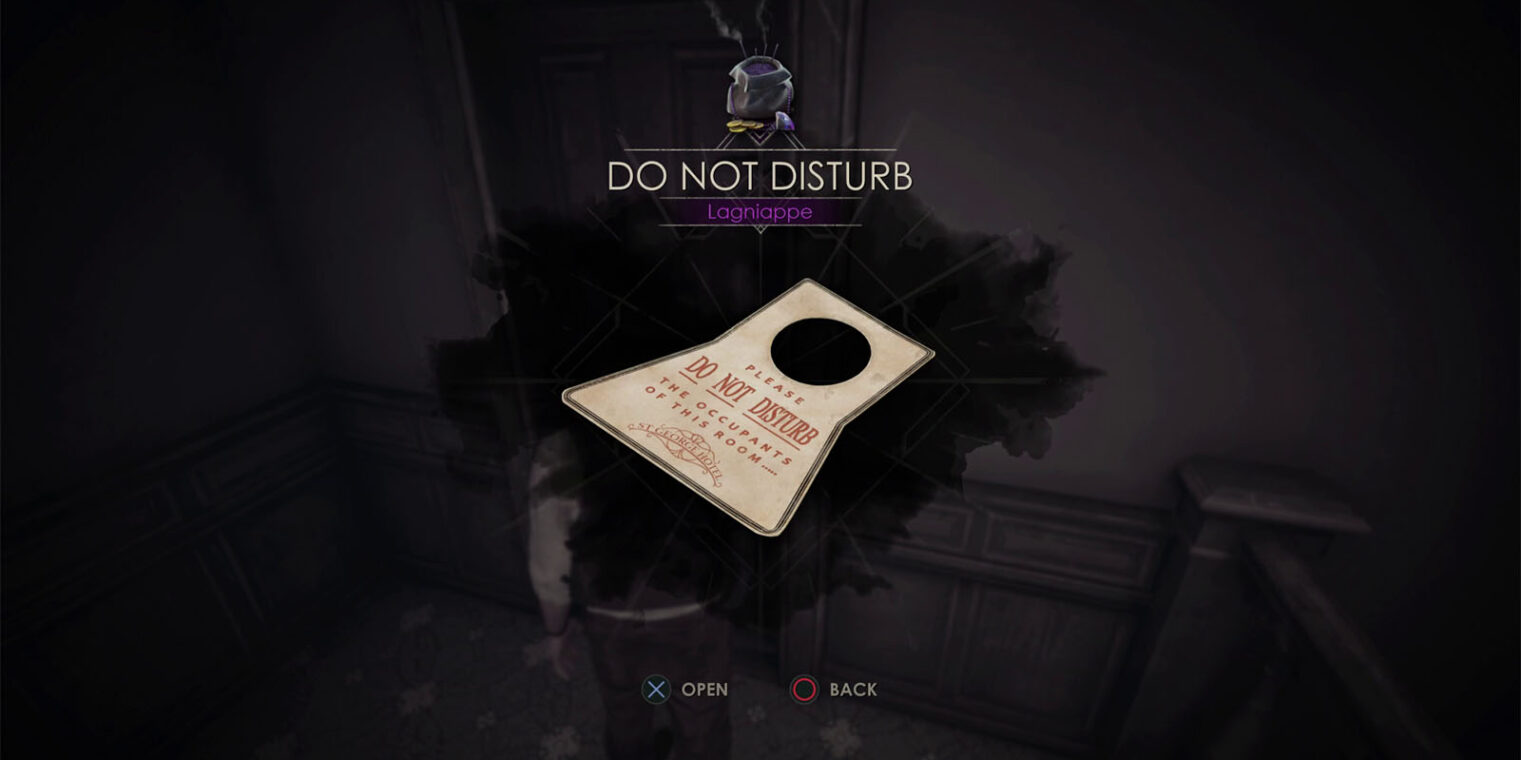 DO NOT DISTURB
Lagniappe
PLEASE
DO NOT DISTURB
THE OCCUPANTS
OF THIS ROOM.....
ST GEORGE HOTEL
OPEN
BACK